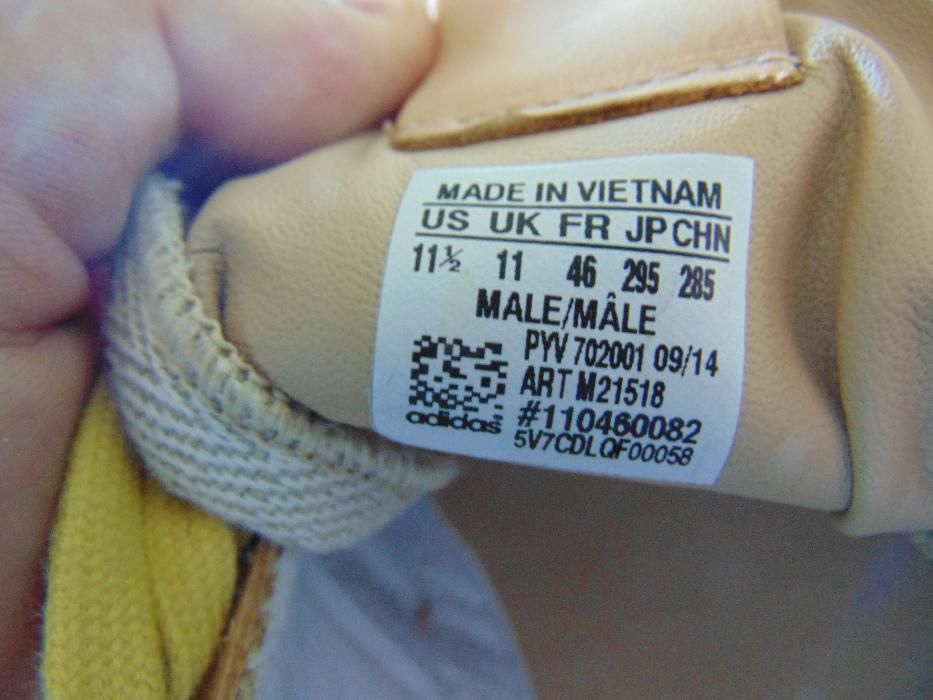 MADE IN VIETNAM
US UK FR JP CHN
11½ 11 46 295 285
MALE/MÂLE
PYV 702001 09/14
ART M21518
#110460082
adidas
5V7CDLQF00058